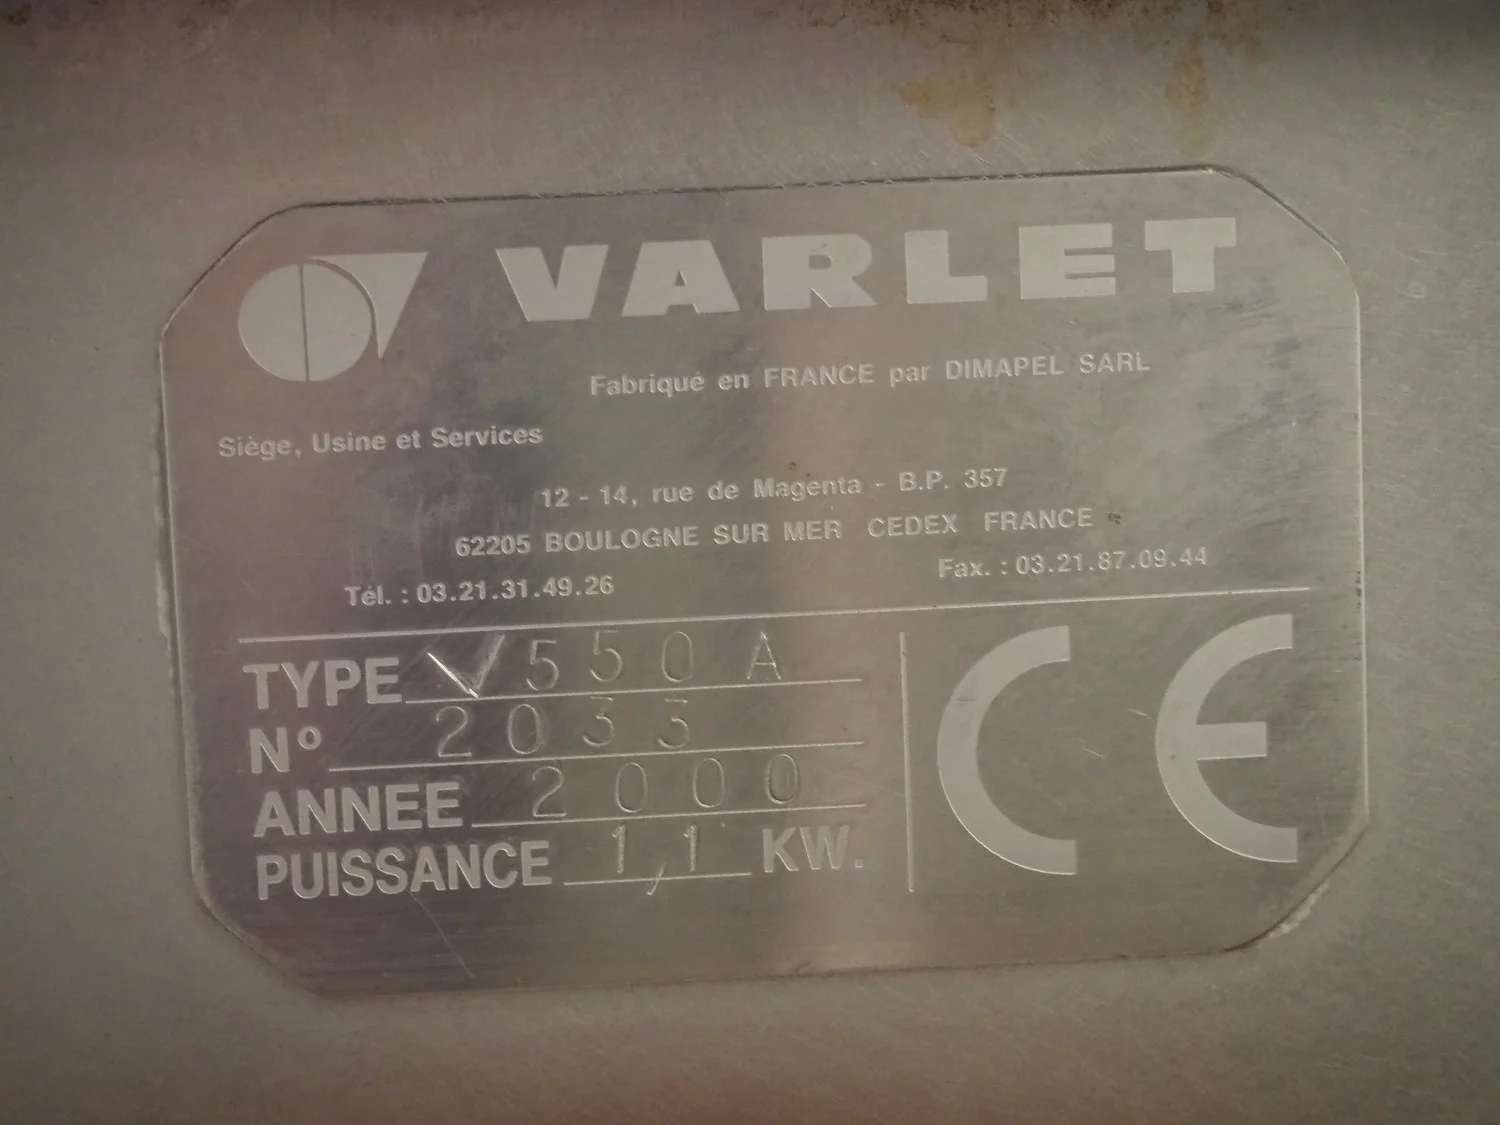 VARLET
Fabriqué en FRANCE par DIMAPEL SARL
Siège, Usine et Services
12 - 14, rue de Magenta - B.P. 357
62205 BOULOGNE SUR MER CEDEX FRANCE
Tél. : 03.21.31.49.26 Fax. : 03.21.87.09.44
TYPE V550A
N° 2033
ANNEE 2000
PUISSANCE 1,1 KW.
CE